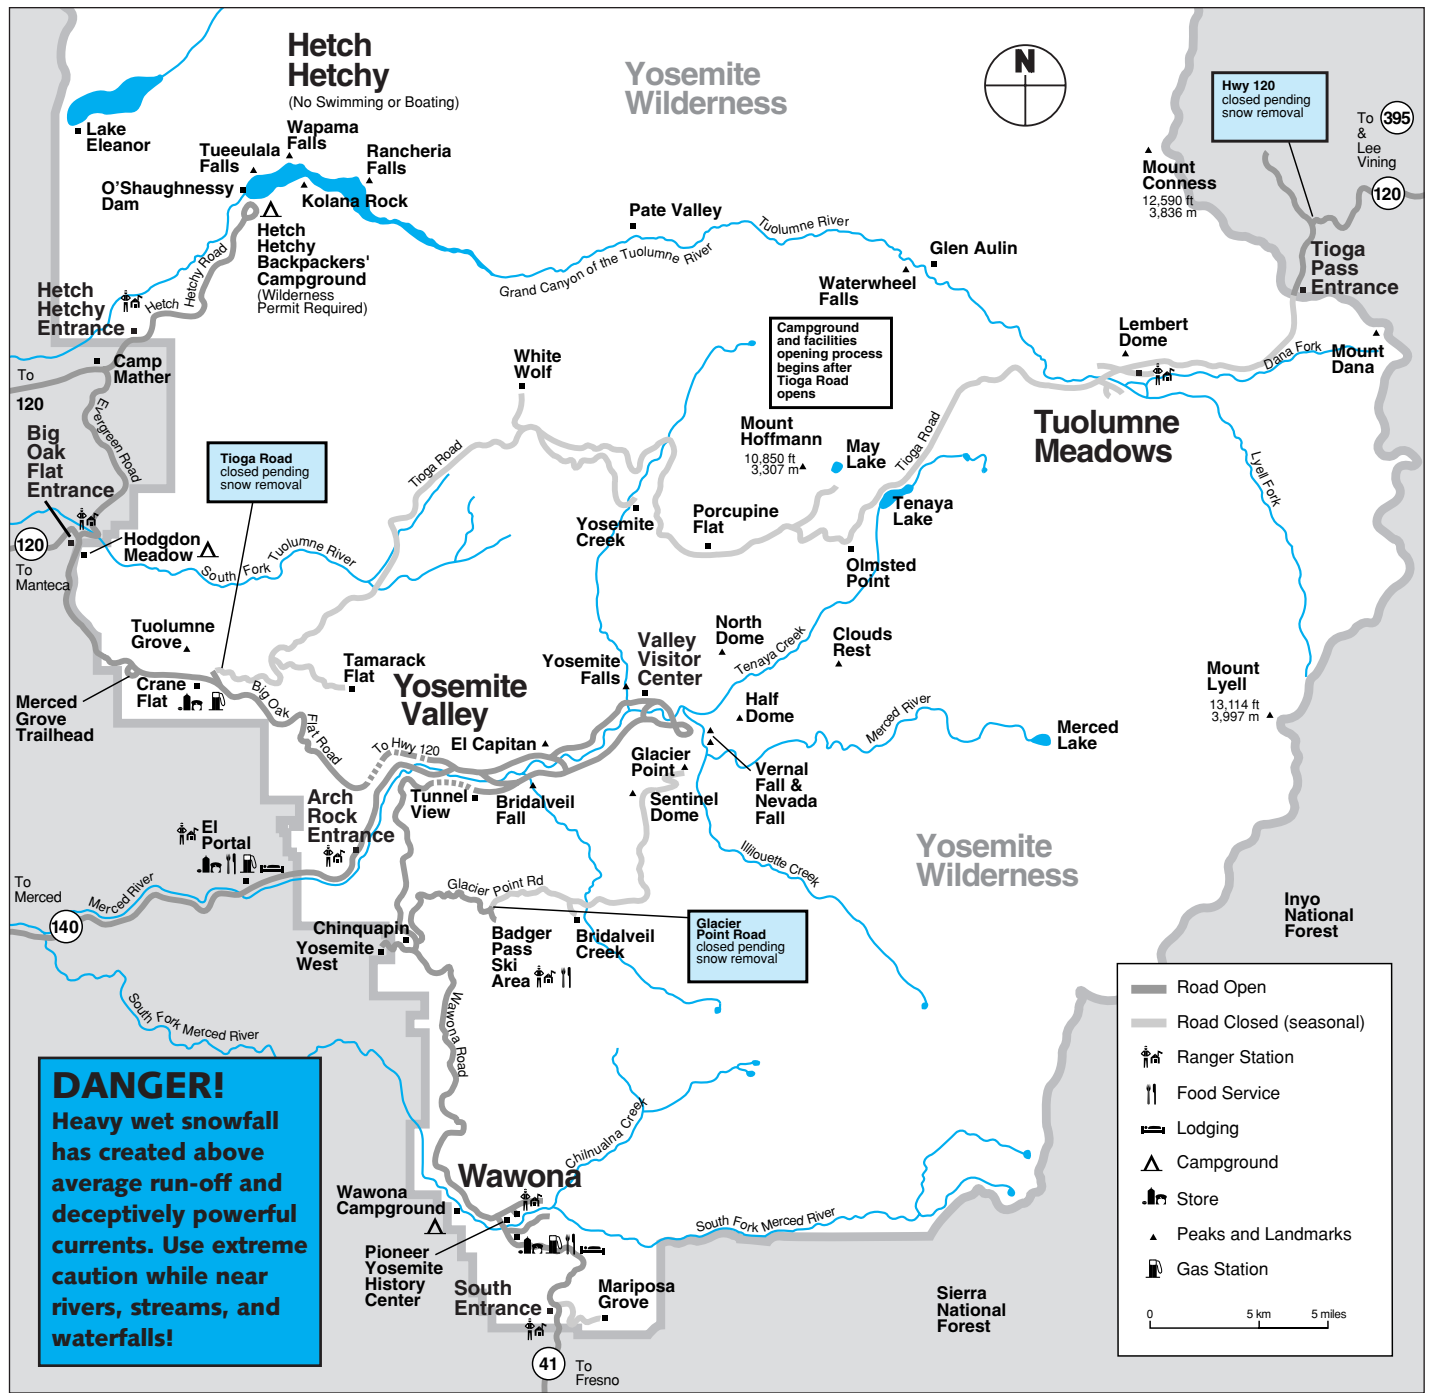 Hetch
Hetchy
(No Swimming or Boating)
Yosemite
Wilderness
N
Hwy 120
closed pending
snow removal
To
&
Lee
Vining
395
120
Lake
Eleanor
Tueeulala
Falls
Wapama
Falls
Rancheria
Falls
O'Shaughnessy
Dam
Kolana Rock
Mount
Conness
12,590 ft
3,836 m
Pate Valley
Tuolumne River
Grand Canyon of the Tuolumne River
Glen Aulin
Waterwheel
Falls
Tioga
Pass
Entrance
Hetch
Hetchy
Backpackers'
Campground
(Wilderness
Permit Required)
Hetch Hetchy Road
Hetch
Hetchy
Entrance
Camp
Mather
To
120
Evergreen Road
Big
Oak
Flat
Entrance
White
Wolf
Campground
and facilities
opening process
begins after
Tioga Road
opens
Lembert
Dome
Dana Fork
Mount
Dana
Tuolumne
Meadows
Mount
Hoffmann
10,850 ft
3,307 m
May
Lake
Tioga Road
Tioga Road
Tioga Road
closed pending
snow removal
Lyell Fork
Tenaya
Lake
Yosemite
Creek
Porcupine
Flat
Olmsted
Point
120
To
Manteca
Hodgdon
Meadow
South Fork Tuolumne River
Tuolumne
Grove
Crane
Flat
Merced
Grove
Trailhead
Big Oak Flat Road
Tamarack
Flat
Yosemite
Valley
Yosemite
Falls
Valley
Visitor
Center
North
Dome
Tenaya Creek
Clouds
Rest
Half
Dome
Merced River
Merced
Lake
Mount
Lyell
13,114 ft
3,997 m
To Hwy 120
El Capitan
Glacier
Point
Vernal
Fall &
Nevada
Fall
Sentinel
Dome
Tunnel
View
Bridalveil
Fall
Arch
Rock
Entrance
El
Portal
To
Merced
Merced River
140
Illilouette Creek
Yosemite
Wilderness
Glacier Point Rd
Chinquapin
Yosemite
West
Badger
Pass
Ski
Area
Bridalveil
Creek
Glacier
Point Road
closed pending
snow removal
Inyo
National
Forest
South Fork Merced River
Wawona Road
DANGER!
Heavy wet snowfall
has created above
average run-off and
deceptively powerful
currents. Use extreme
caution while near
rivers, streams, and
waterfalls!
Chilnualna Creek
Wawona
Wawona
Campground
Pioneer
Yosemite
History
Center
South
Entrance
Mariposa
Grove
South Fork Merced River
41
To
Fresno
Sierra
National
Forest
Road Open
Road Closed (seasonal)
Ranger Station
Food Service
Lodging
Campground
Store
Peaks and Landmarks
Gas Station
0 5 km 5 miles